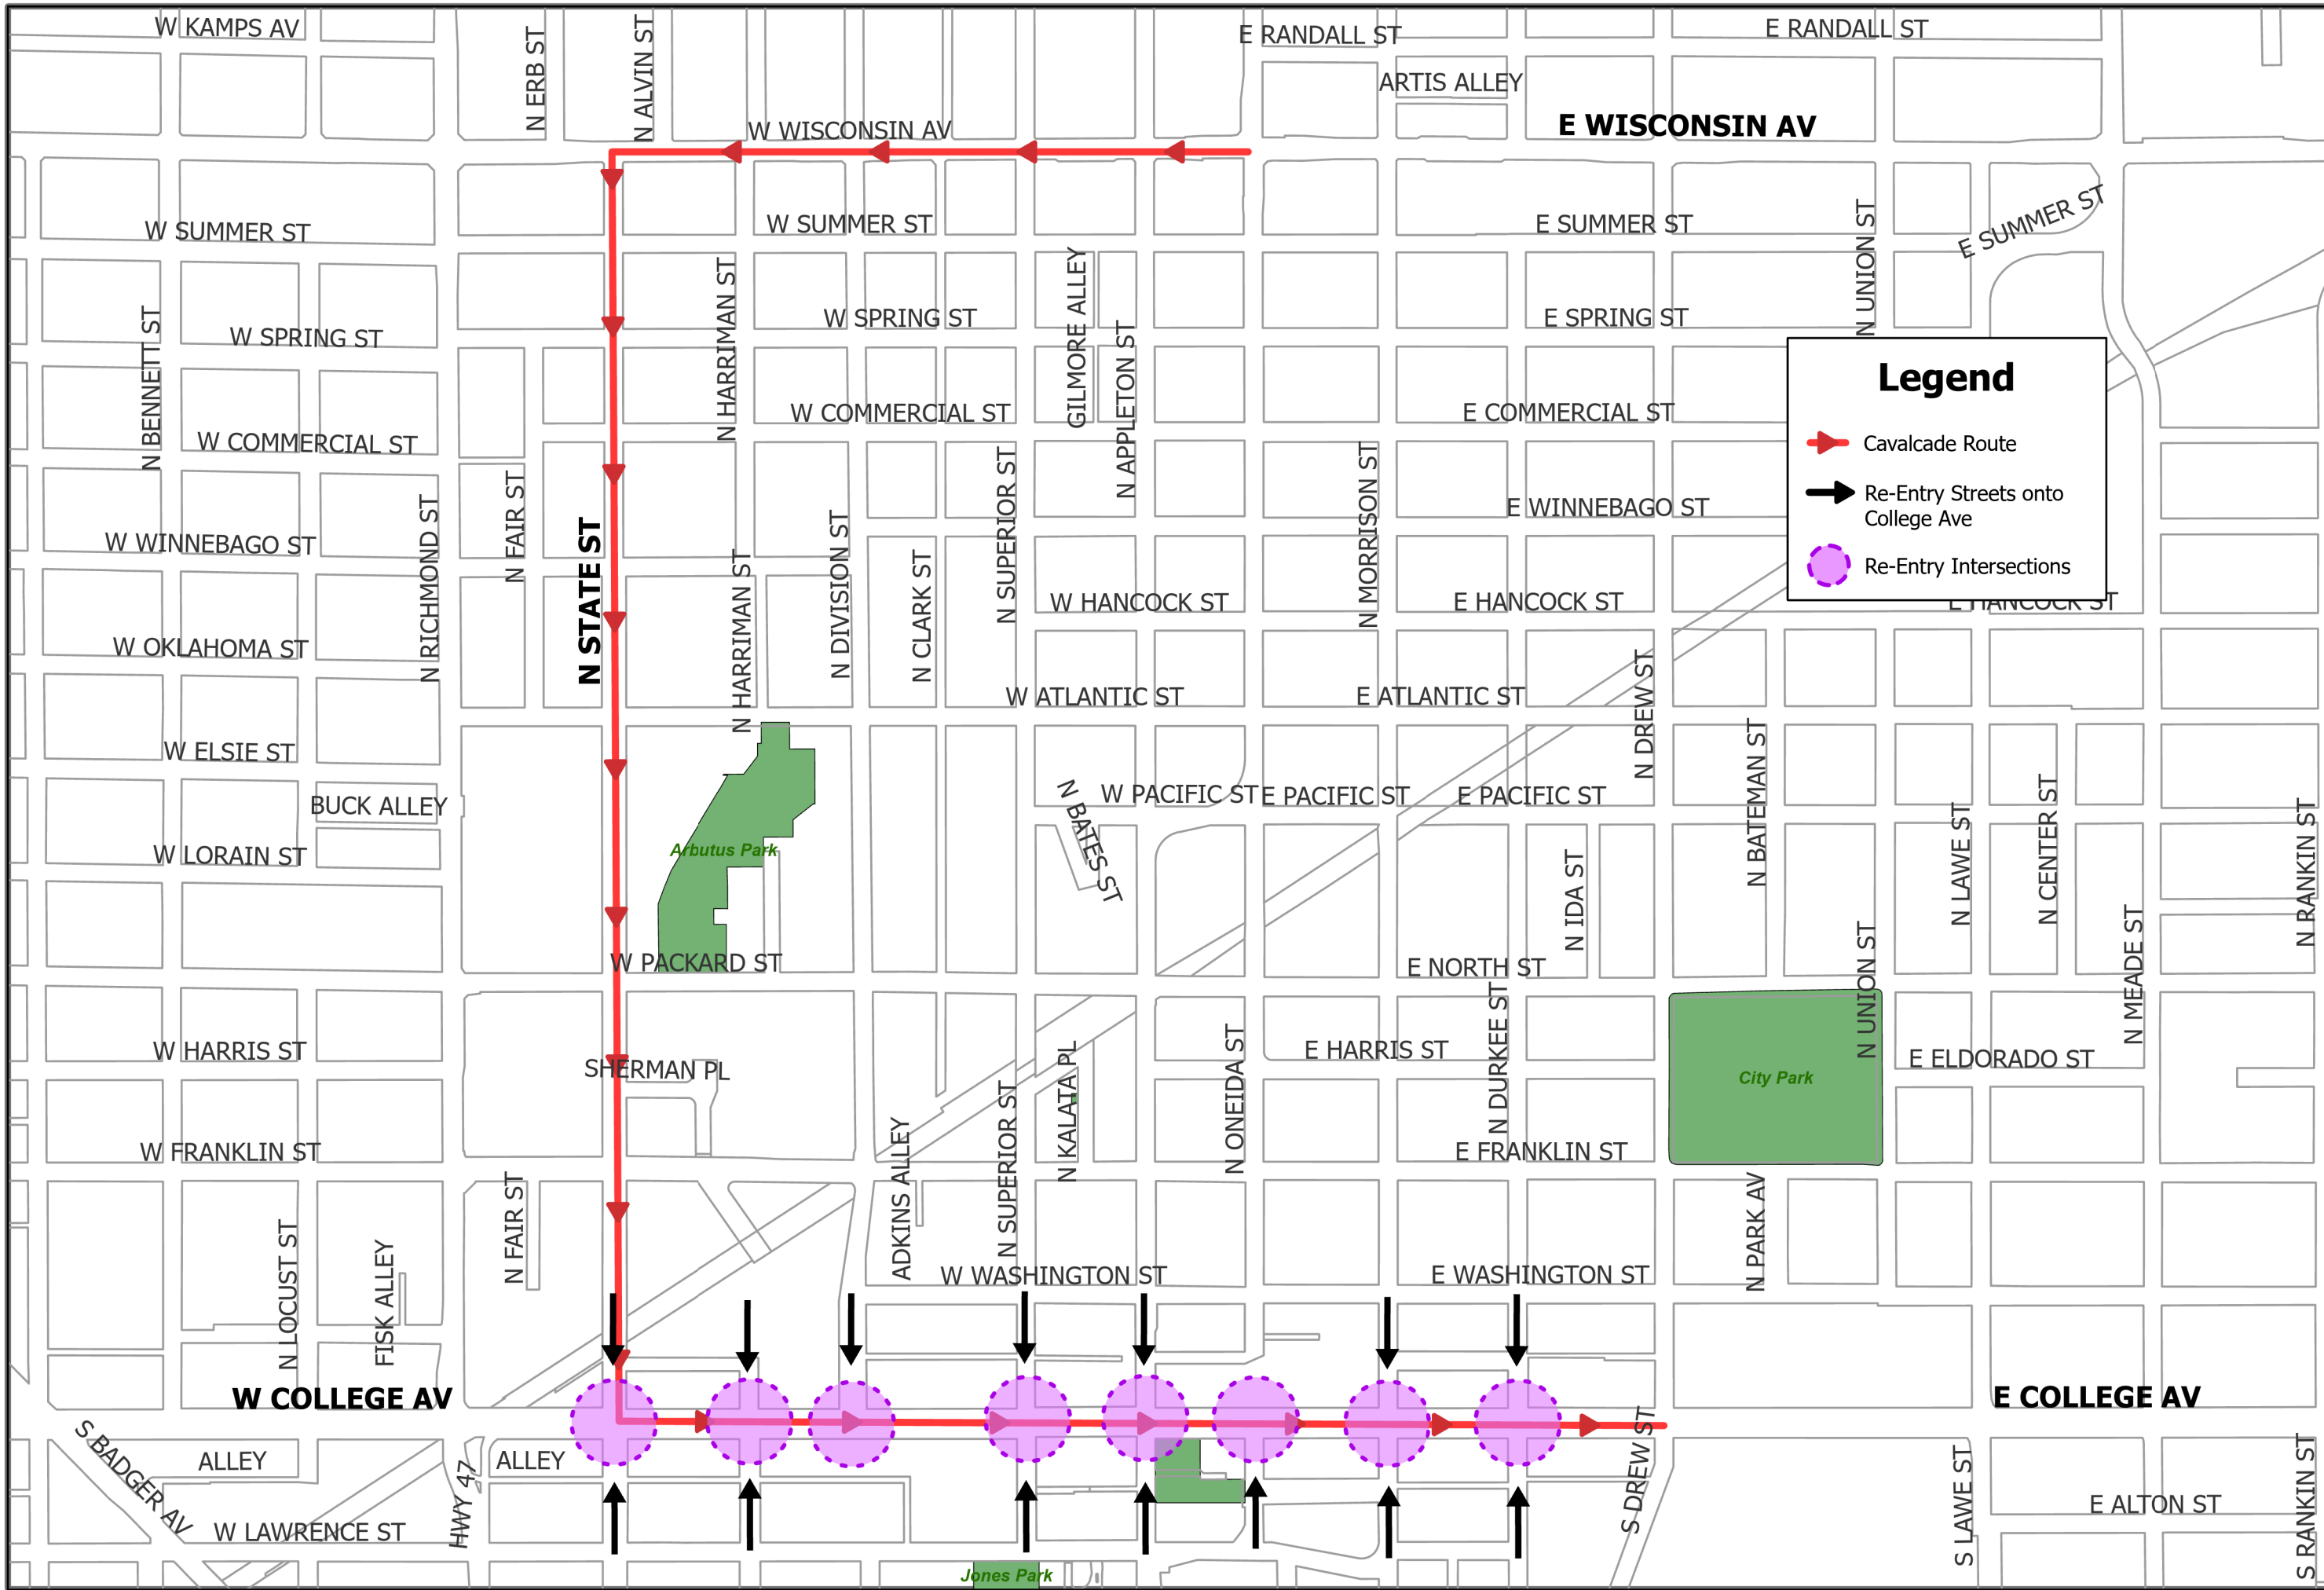 W KAMPS AV
N ERB ST
N ALVIN ST
E RANDALL ST
E RANDALL ST
ARTIS ALLEY
W WISCONSIN AV
E WISCONSIN AV
W SUMMER ST
W SUMMER ST
E SUMMER ST
E SUMMER ST
N UNION ST
N BENNETT ST
W SPRING ST
N HARRIMAN ST
W SPRING ST
GILMORE ALLEY
N APPLETON ST
E SPRING ST
W COMMERCIAL ST
W COMMERCIAL ST
E COMMERCIAL ST
Legend
Cavalcade Route
Re-Entry Streets onto
College Ave
Re-Entry Intersections
W WINNEBAGO ST
N RICHMOND ST
N FAIR ST
N STATE ST
N HARRIMAN ST
N DIVISION ST
N CLARK ST
N SUPERIOR ST
N MORRISON ST
E WINNEBAGO ST
W HANCOCK ST
E HANCOCK ST
E HANCOCK ST
W OKLAHOMA ST
W ATLANTIC ST
E ATLANTIC ST
N DREW ST
W ELSIE ST
BUCK ALLEY
W PACIFIC ST
E PACIFIC ST
E PACIFIC ST
N BATES ST
N BATEMAN ST
N LAWE ST
N CENTER ST
N RANKIN ST
W LORAIN ST
Arbutus Park
N IDA ST
N MEADE ST
W PACKARD ST
E NORTH ST
N UNION ST
W HARRIS ST
SHERMAN PL
N KALATA PL
N ONEIDA ST
E HARRIS ST
N DURKEE ST
City Park
E ELDORADO ST
W FRANKLIN ST
N FAIR ST
ADKINS ALLEY
N SUPERIOR ST
E FRANKLIN ST
N PARK AV
N LOCUST ST
FISK ALLEY
W WASHINGTON ST
E WASHINGTON ST
W COLLEGE AV
E COLLEGE AV
S BADGER AV
ALLEY
HWY 47
ALLEY
S DREW ST
S LAWE ST
E ALTON ST
S RANKIN ST
W LAWRENCE ST
Jones Park